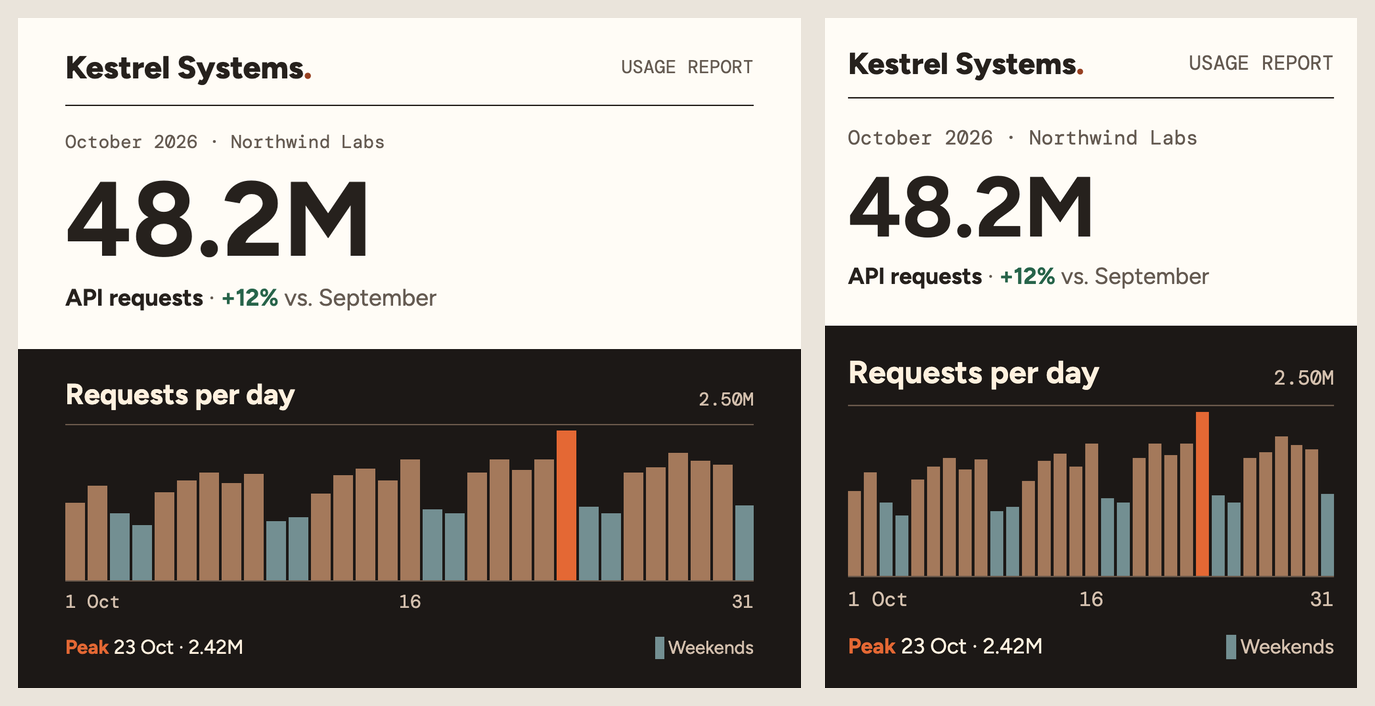 Kestrel Systems.
USAGE REPORT
October 2026 · Northwind Labs
48.2M
API requests · +12% vs. September
Requests per day
2.50M
1 Oct
16
31
Peak 23 Oct · 2.42M
Weekends
Kestrel Systems.
USAGE REPORT
October 2026 · Northwind Labs
48.2M
API requests · +12% vs. September
Requests per day
2.50M
1 Oct
16
31
Peak 23 Oct · 2.42M
Weekends